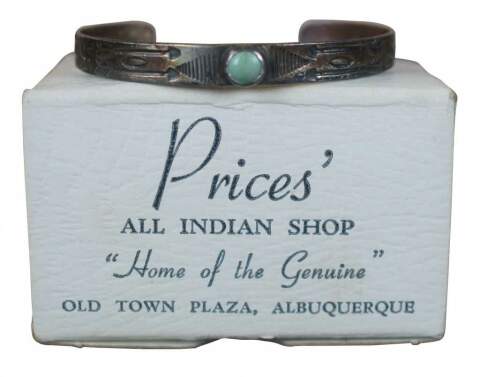 Prices'
ALL INDIAN SHOP
"Home of the Genuine"
OLD TOWN PLAZA, ALBUQUERQUE